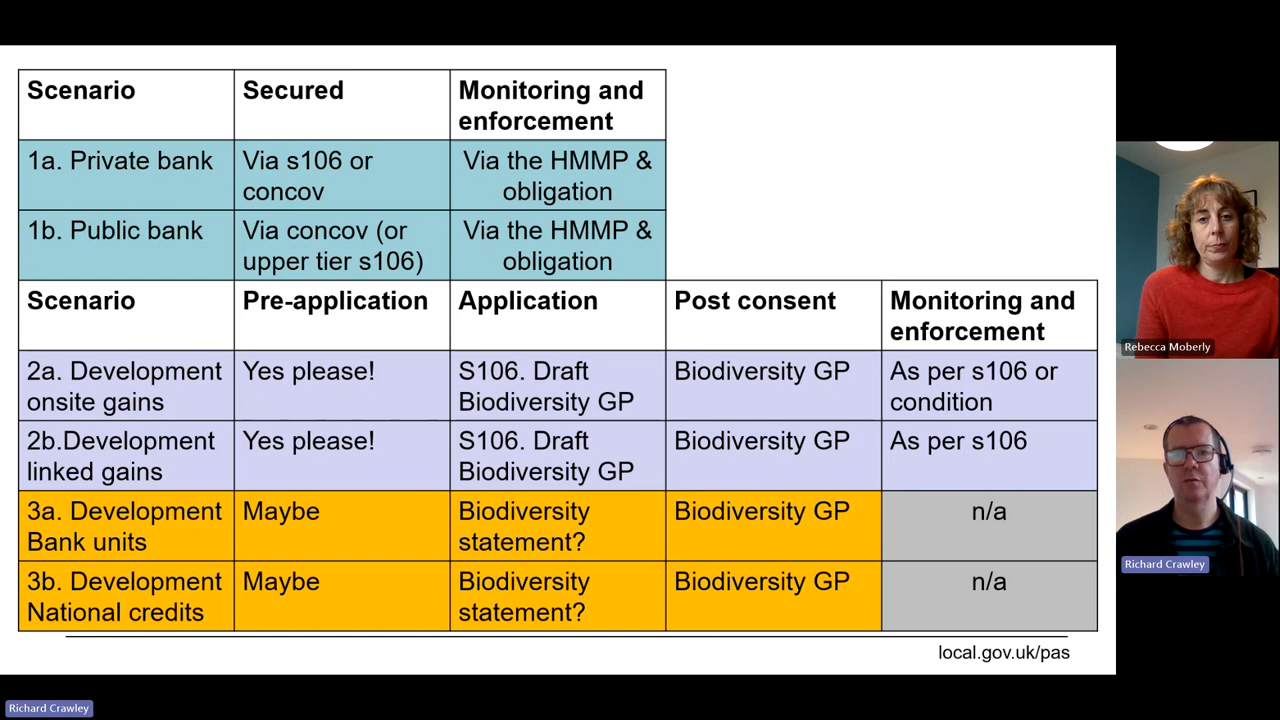 Scenario
Secured
Monitoring and
enforcement
1a. Private bank
Via s106 or
concov
Via the HMMP &
obligation
1b. Public bank
Via concov (or
upper tier s106)
Via the HMMP &
obligation
Scenario
Pre-application
Application
Post consent
Monitoring and
enforcement
2a. Development
onsite gains
Yes please!
S106. Draft
Biodiversity GP
Biodiversity GP
As per s106 or
condition
2b.Development
linked gains
Yes please!
S106. Draft
Biodiversity GP
Biodiversity GP
As per s106
3a. Development
Bank units
Maybe
Biodiversity
statement?
Biodiversity GP
n/a
3b. Development
National credits
Maybe
Biodiversity
statement?
Biodiversity GP
n/a
local.gov.uk/pas
Rebecca Moberly
Richard Crawley
Richard Crawley